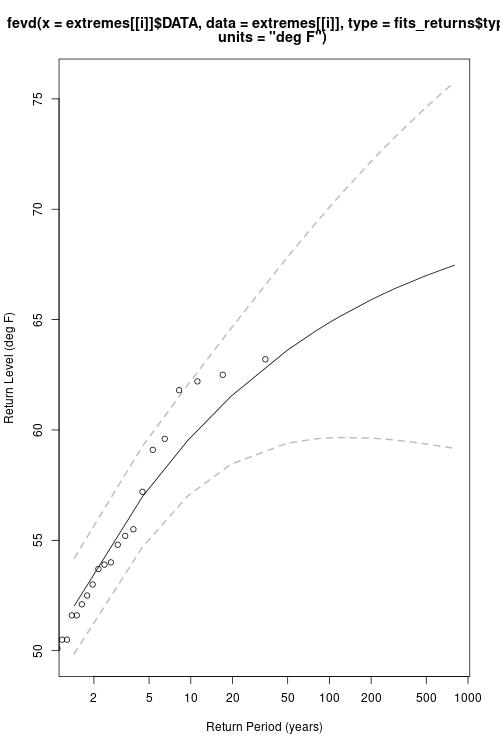 fevd(x = extremes[[i]]$DATA, data = extremes[[i]], type = fits_returns$typ
units = "deg F")
75
70
65
60
55
50
Return Level (deg F)
2 5 10 20 50 100 200 500 1000
Return Period (years)